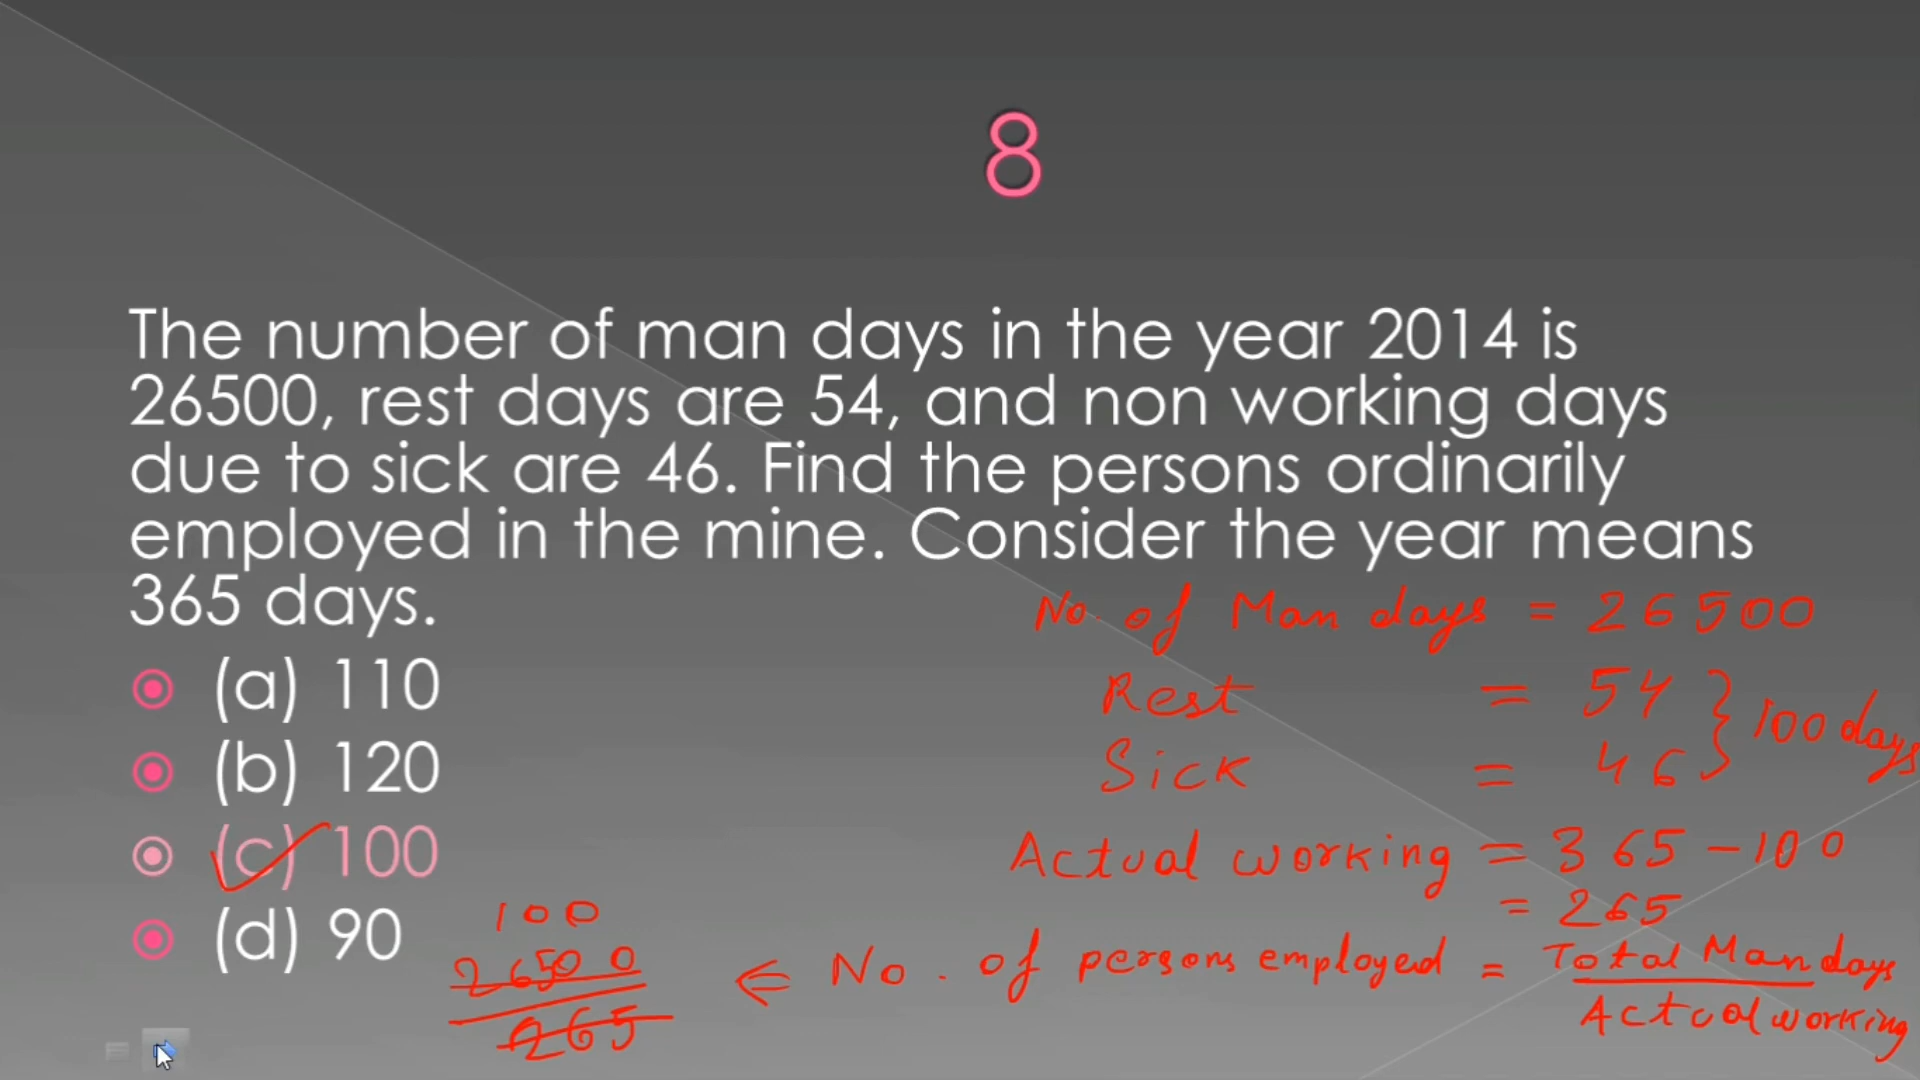 8
The number of man days in the year 2014 is
26500, rest days are 54, and non working days
due to sick are 46. Find the persons ordinarily
employed in the mine. Consider the year means
365 days.
No. of Man days = 26500
(a) 110
Rest = 54 } 100 days
(b) 120
Sick = 46
(c) 100
Actual working = 365 - 100
= 265
(d) 90
100
26500
265
⇐ No. of persons employed = Total Man days
Actual working